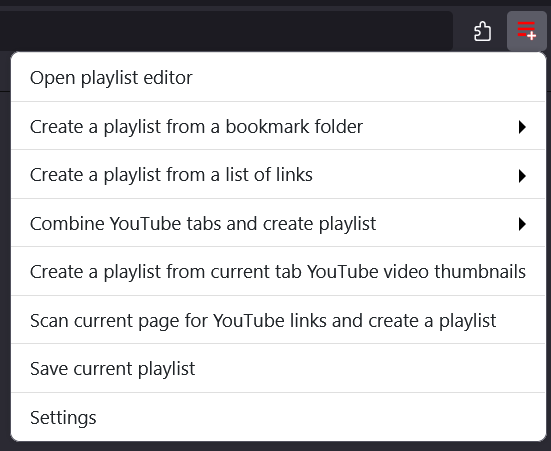 Open playlist editor
Create a playlist from a bookmark folder
Create a playlist from a list of links
Combine YouTube tabs and create playlist
Create a playlist from current tab YouTube video thumbnails
Scan current page for YouTube links and create a playlist
Save current playlist
Settings